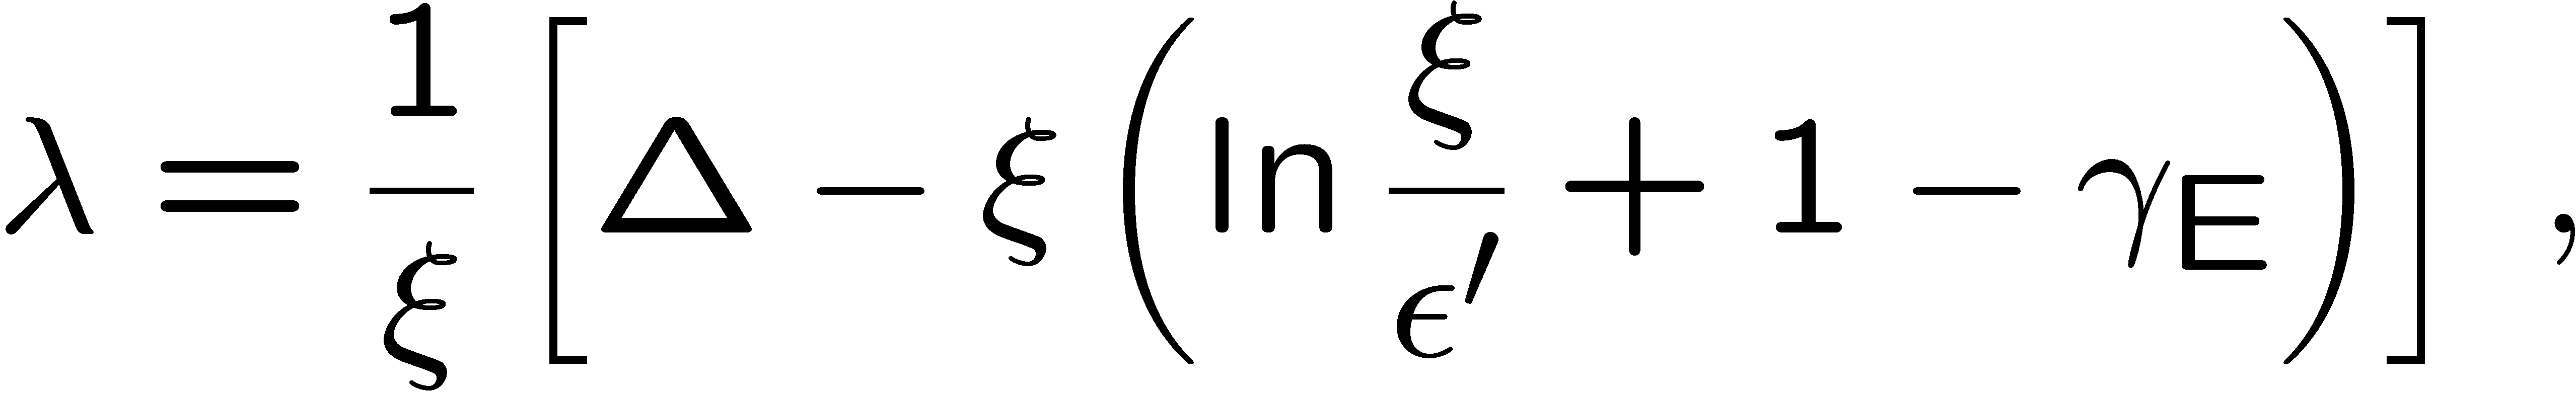 λ = 1/ξ [Δ − ξ (ln ξ/ϵ′ + 1 − γ_E)] ,